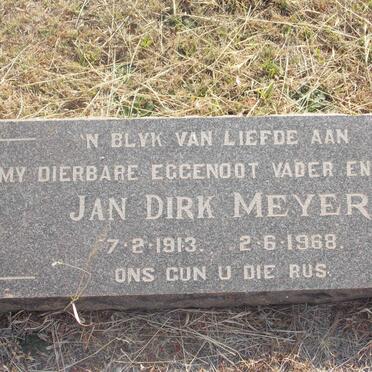 'N BLYK VAN LIEFDE AAN
MY DIERBARE EGGENOOT VADER EN
JAN DIRK MEYER
7-2-1913. 2-6-1968.
ONS GUN U DIE RUS.